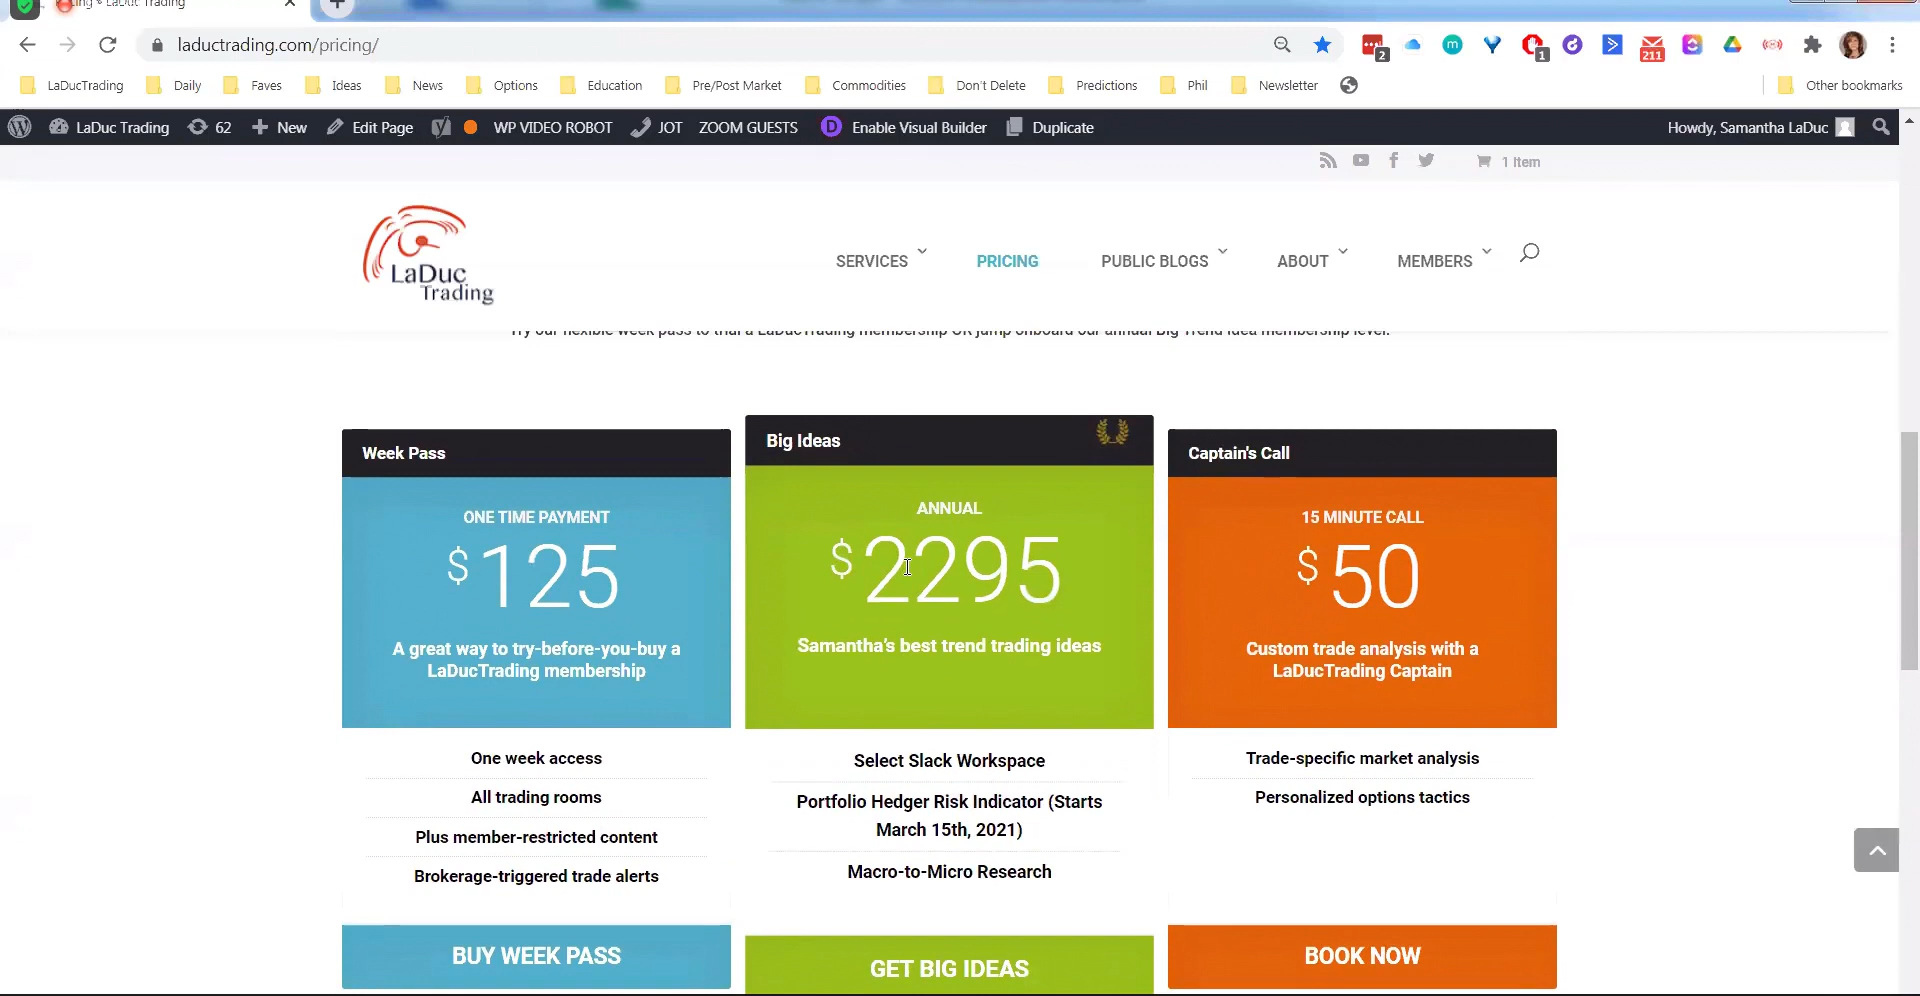 LaDuc Trading
laductrading.com/pricing/
2
1
211
LaDucTrading Daily Faves Ideas News Options Education Pre/Post Market Commodities Don't Delete Predictions Phil Newsletter Other bookmarks
LaDuc Trading 62 New Edit Page WP VIDEO ROBOT JOT ZOOM GUESTS Enable Visual Builder Duplicate Howdy, Samantha LaDuc
1 Item
LaDuc
Trading
SERVICES PRICING PUBLIC BLOGS ABOUT MEMBERS
Try our flexible week pass to trial a LaDucTrading membership OR jump onboard our annual Big Trend Idea membership level.
Week Pass
ONE TIME PAYMENT
$125
A great way to try-before-you-buy a
LaDucTrading membership
One week access
All trading rooms
Plus member-restricted content
Brokerage-triggered trade alerts
BUY WEEK PASS
Big Ideas
ANNUAL
$2295
Samantha's best trend trading ideas
Select Slack Workspace
Portfolio Hedger Risk Indicator (Starts
March 15th, 2021)
Macro-to-Micro Research
GET BIG IDEAS
Captain's Call
15 MINUTE CALL
$50
Custom trade analysis with a
LaDucTrading Captain
Trade-specific market analysis
Personalized options tactics
BOOK NOW